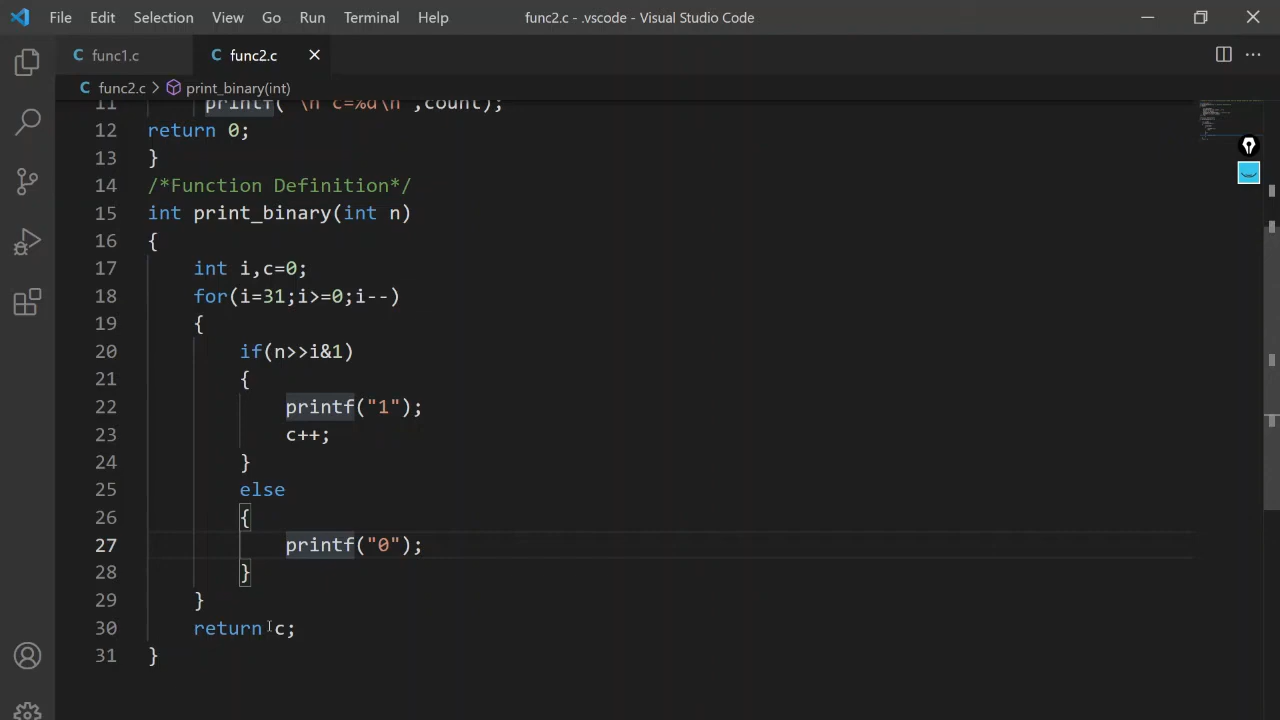 File Edit Selection View Go Run Terminal Help func2.c - .vscode - Visual Studio Code
C func1.c C func2.c
C func2.c > print_binary(int)
11 printf( \n c=%d\n ,count);
12 return 0;
13 }
14 /*Function Definition*/
15 int print_binary(int n)
16 {
17 int i,c=0;
18 for(i=31;i>=0;i--)
19 {
20 if(n>>i&1)
21 {
22 printf("1");
23 c++;
24 }
25 else
26 {
27 printf("0");
28 }
29 }
30 return c;
31 }